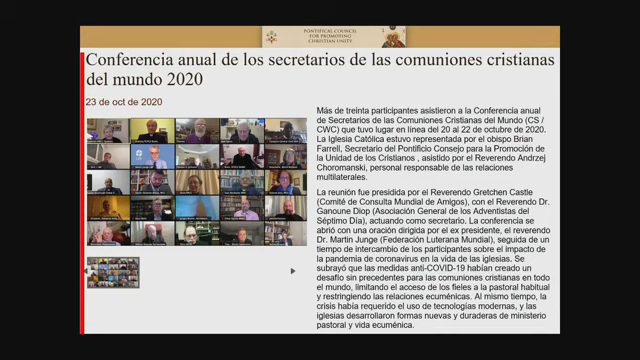 PONTIFICAL COUNCIL
FOR PROMOTING
CHRISTIAN UNITY
Conferencia anual de los secretarios de las comuniones cristianas
del mundo 2020
23 de oct de 2020
Más de treinta participantes asistieron a la Conferencia anual
de Secretarios de las Comuniones Cristianas del Mundo (CS /
CWC) que tuvo lugar en línea del 20 al 22 de octubre de 2020.
La Iglesia Católica estuvo representada por el obispo Brian
Farrell, Secretario del Pontificio Consejo para la Promoción de
la Unidad de los Cristianos , asistido por el Reverendo Andrzej
Choromanski, personal responsable de las relaciones
multilaterales.
La reunión fue presidida por el Reverendo Gretchen Castle
(Comité de Consulta Mundial de Amigos), con el Reverendo Dr.
Ganoune Diop (Asociación General de los Adventistas del
Séptimo Día), actuando como secretario. La conferencia se
abrió con una oración dirigida por el ex presidente, el reverendo
Dr. Martin Junge (Federación Luterana Mundial), seguida de un
tiempo de intercambio de los participantes sobre el impacto de
la pandemia de coronavirus en la vida de las iglesias. Se
subrayó que las medidas anti-COVID-19 habían creado un
desafío sin precedentes para las comuniones cristianas en todo
el mundo, limitando el acceso de los fieles a la pastoral habitual
y restringiendo las relaciones ecuménicas. Al mismo tiempo, la
crisis había requerido el uso de tecnologías modernas, y las
iglesias desarrollaron formas nuevas y duraderas de ministerio
pastoral y vida ecuménica.